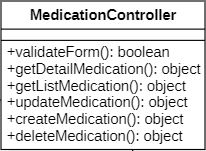 MedicationController
+validateForm(): boolean
+getDetailMedication(): object
+getListMedication(): object
+updateMedication(): object
+createMedication(): object
+deleteMedication(): object